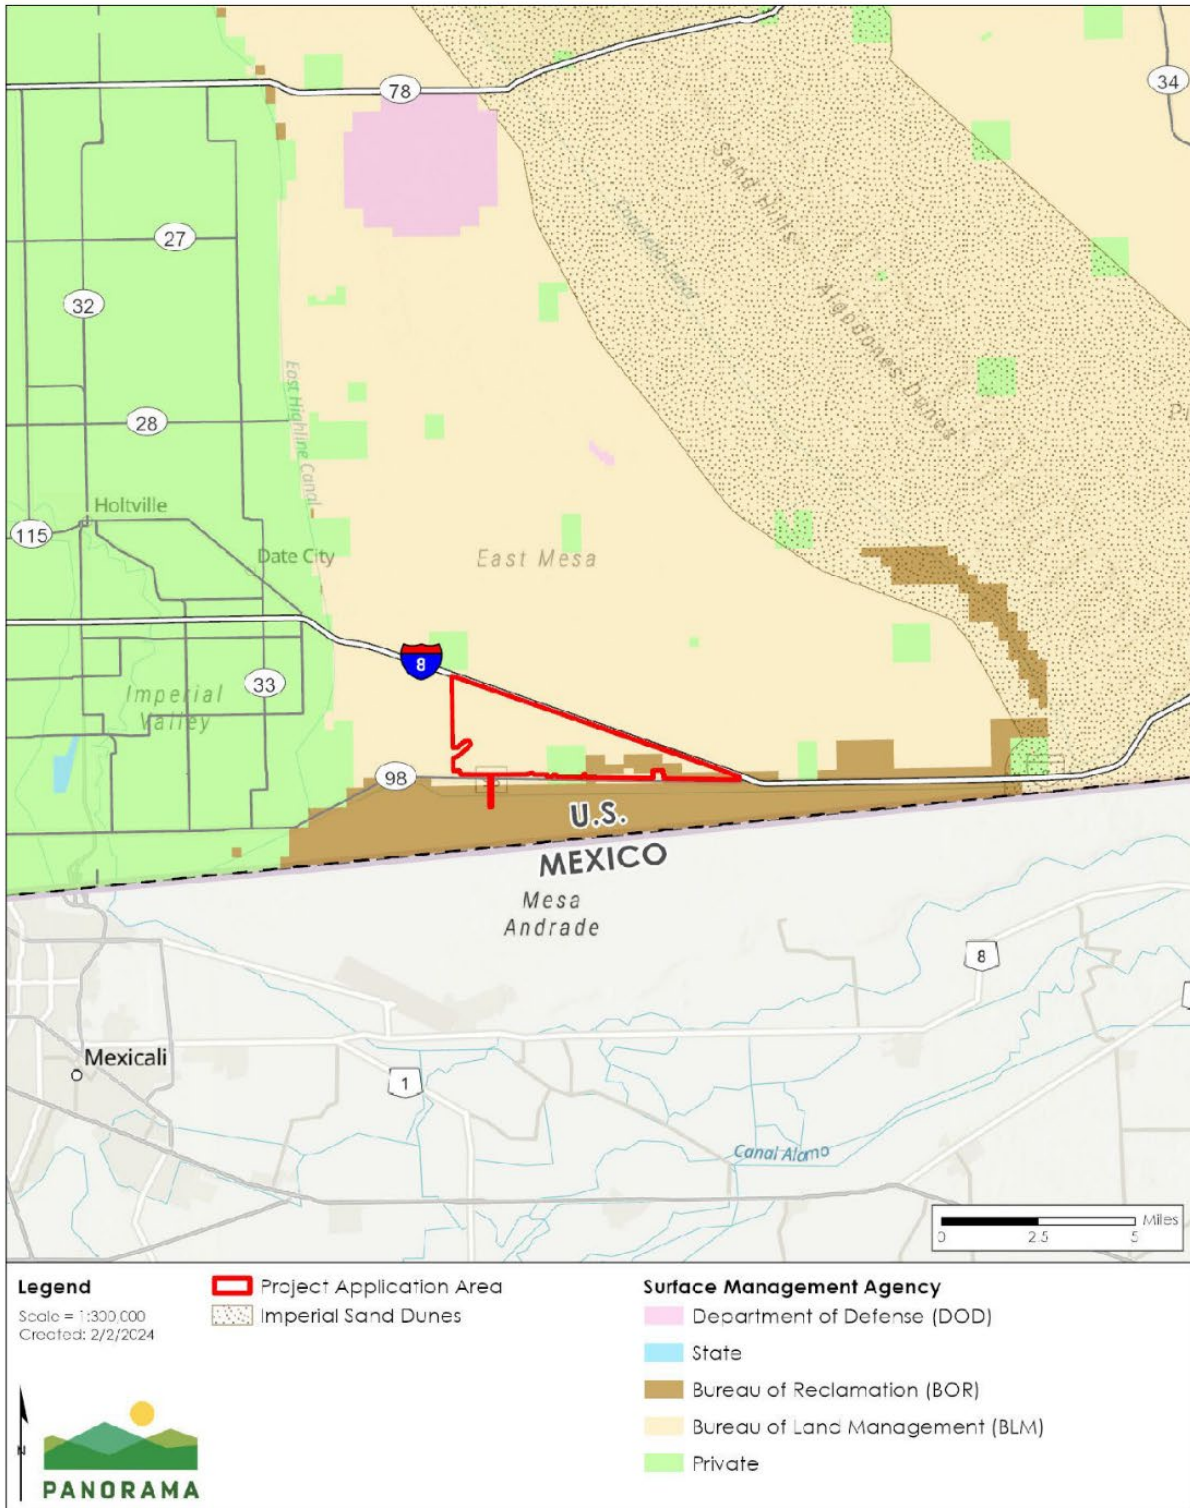 78
34
Sand Hills
27
32
Algodones Dunes
East Highline Canal
28
Holtville
115
Date City
East Mesa
8
33
Imperial
Valley
98
U.S.
MEXICO
Mesa
Andrade
8
Mexicali
1
Canal Alamo
Miles
0 2.5 5
Legend
Scale = 1:300,000
Created: 2/2/2024
N
PANORAMA
Project Application Area
Imperial Sand Dunes
Surface Management Agency
Department of Defense (DOD)
State
Bureau of Reclamation (BOR)
Bureau of Land Management (BLM)
Private